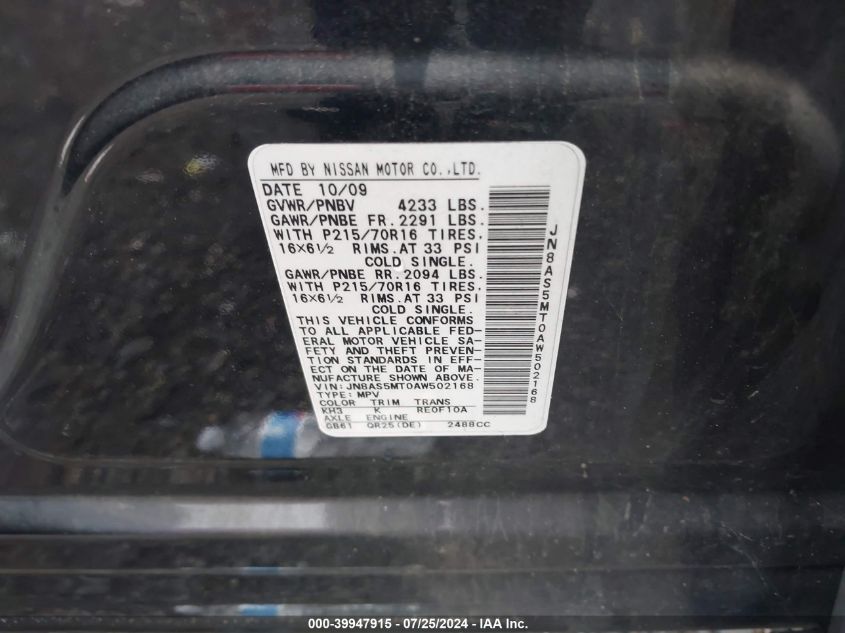 MFD BY NISSAN MOTOR CO.,LTD.
DATE 10/09
GVWR/PNBV 4233 LBS.
GAWR/PNBE FR. 2291 LBS.
WITH P215/70R16 TIRES.
16X6½ RIMS.AT 33 PSI
COLD SINGLE.
GAWR/PNBE RR. 2094 LBS.
WITH P215/70R16 TIRES.
16X6½ RIMS.AT 33 PSI
COLD SINGLE.
THIS VEHICLE CONFORMS
TO ALL APPLICABLE FED-
ERAL MOTOR VEHICLE SA-
FETY AND THEFT PREVEN-
TION STANDARDS IN EFF-
ECT ON THE DATE OF MA-
NUFACTURE SHOWN ABOVE.
VIN: JN8AS5MT0AW502168
TYPE: MPV
COLOR TRIM TRANS
KH3 K RE0F10A
AXLE ENGINE
GB61 QR25(DE) 2488CC
JN8AS5MT0AW502168
000-39947915 - 07/25/2024 - IAA Inc.